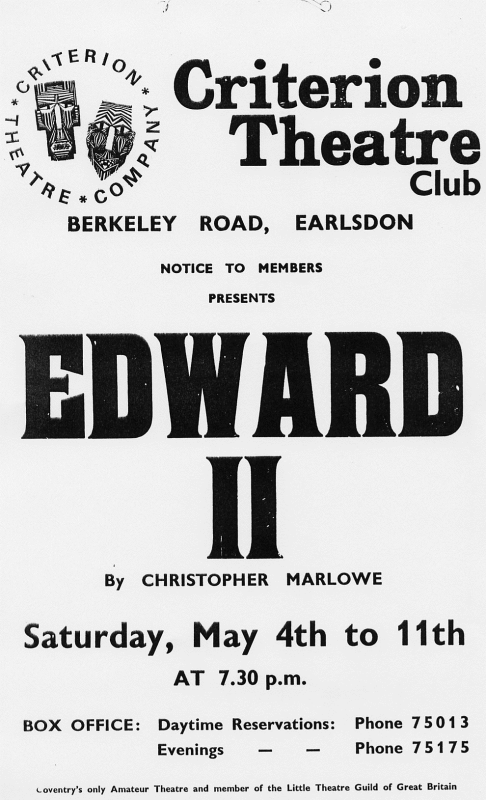 * CRITERION *
THEATRE * COMPANY
Criterion
Theatre
Club
BERKELEY ROAD, EARLSDON
NOTICE TO MEMBERS
PRESENTS
EDWARD
II
By CHRISTOPHER MARLOWE
Saturday, May 4th to 11th
AT 7.30 p.m.
BOX OFFICE: Daytime Reservations: Phone 75013
Evenings — — Phone 75175
Coventry's only Amateur Theatre and member of the Little Theatre Guild of Great Britain